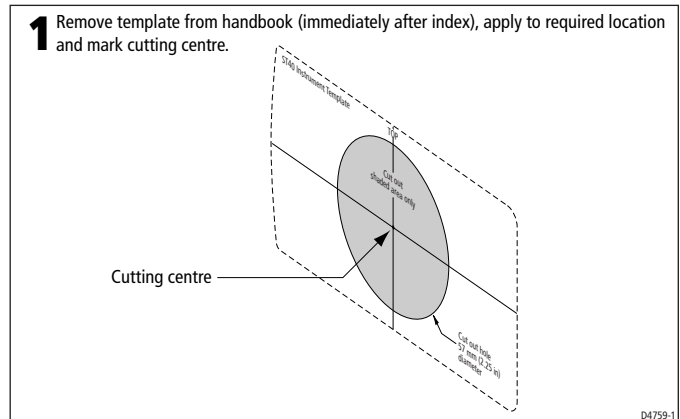 1 Remove template from handbook (immediately after index), apply to required location
and mark cutting centre.
ST40 Instrument Template
TOP
Cut out
shaded area only
Cutting centre
Cut out hole
57 mm (2.25 in)
diameter
D4759-1